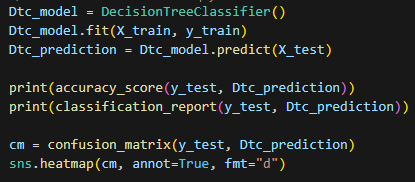 Dtc_model = DecisionTreeClassifier()
Dtc_model.fit(X_train, y_train)
Dtc_prediction = Dtc_model.predict(X_test)
print(accuracy_score(y_test, Dtc_prediction))
print(classification_report(y_test, Dtc_prediction))
cm = confusion_matrix(y_test, Dtc_prediction)
sns.heatmap(cm, annot=True, fmt="d")